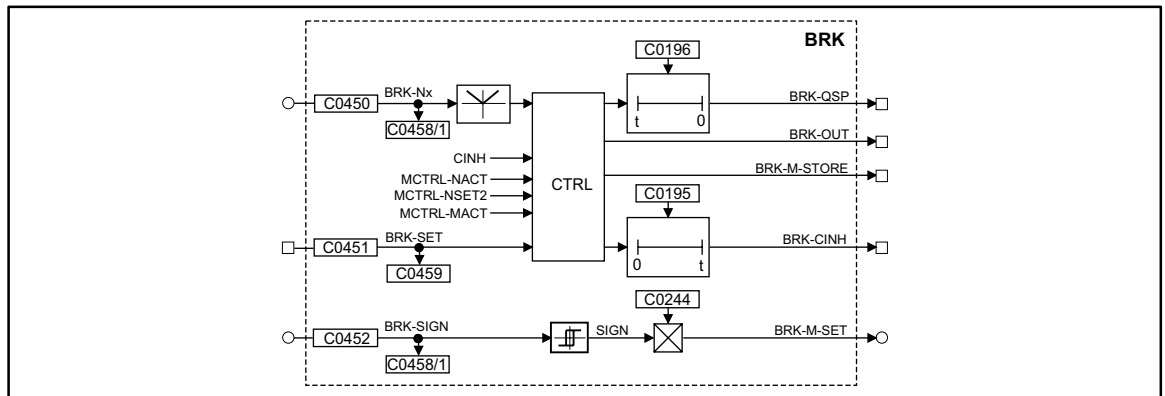 BRK
C0196
C0450
BRK-Nx
C0458/1
t
0
BRK-QSP
BRK-OUT
BRK-M-STORE
CINH
MCTRL-NACT
MCTRL-NSET2
MCTRL-MACT
CTRL
C0195
C0451
BRK-SET
C0459
0
t
BRK-CINH
C0244
C0452
BRK-SIGN
C0458/1
SIGN
BRK-M-SET